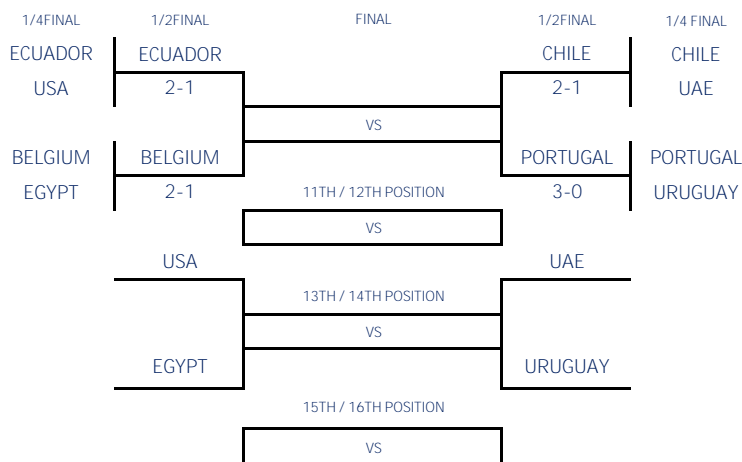 1/4FINAL 1/2FINAL FINAL 1/2FINAL 1/4 FINAL
ECUADOR ECUADOR CHILE CHILE
USA 2-1 2-1 UAE
VS
BELGIUM BELGIUM PORTUGAL PORTUGAL
EGYPT 2-1 11TH / 12TH POSITION 3-0 URUGUAY
VS
USA UAE
13TH / 14TH POSITION
VS
EGYPT URUGUAY
15TH / 16TH POSITION
VS